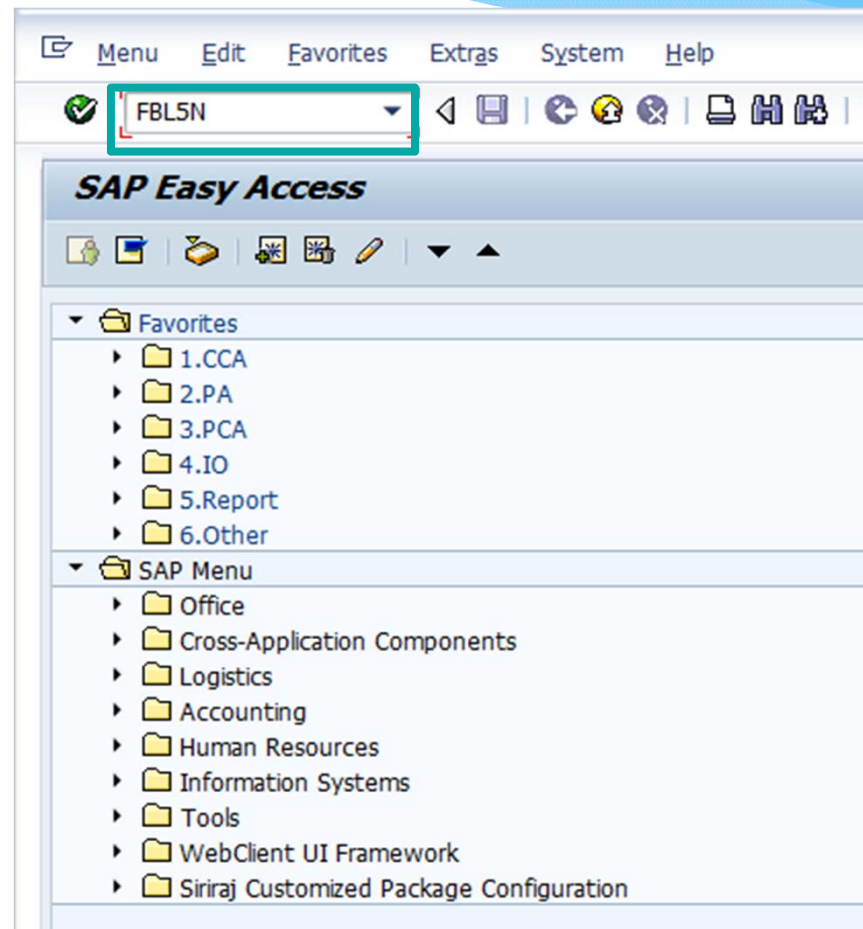 Menu Edit Favorites Extras System Help
FBL5N
SAP Easy Access
Favorites
1.CCA
2.PA
3.PCA
4.IO
5.Report
6.Other
SAP Menu
Office
Cross-Application Components
Logistics
Accounting
Human Resources
Information Systems
Tools
WebClient UI Framework
Siriraj Customized Package Configuration